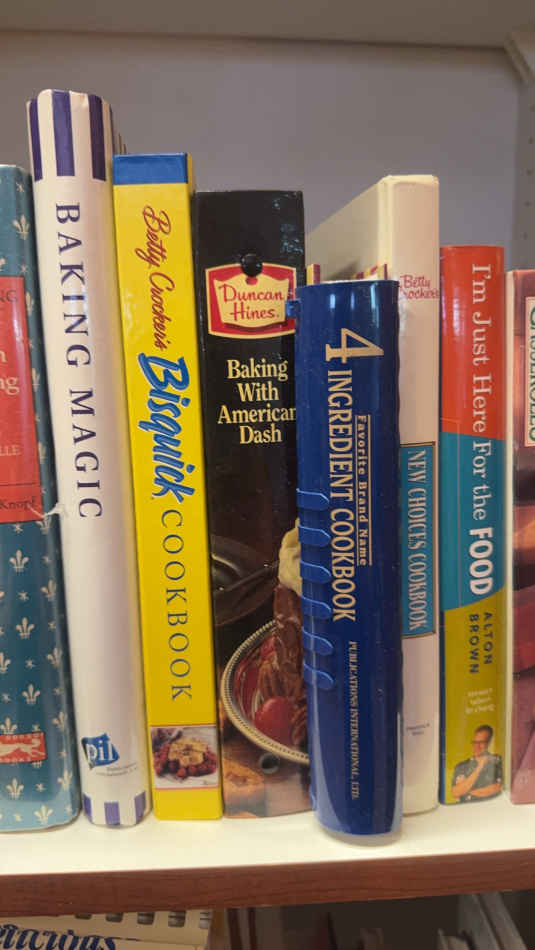 Knopf
BAKING MAGIC
pil
Betty Crocker's
Bisquick
COOKBOOK
Duncan
Hines
Baking
With
American
Dash
4
INGREDIENT COOKBOOK
Favorite Brand Name
PUBLICATIONS INTERNATIONAL, LTD.
Betty
Crocker's
NEW CHOICES COOKBOOK
I'm Just Here For the FOOD
ALTON
BROWN